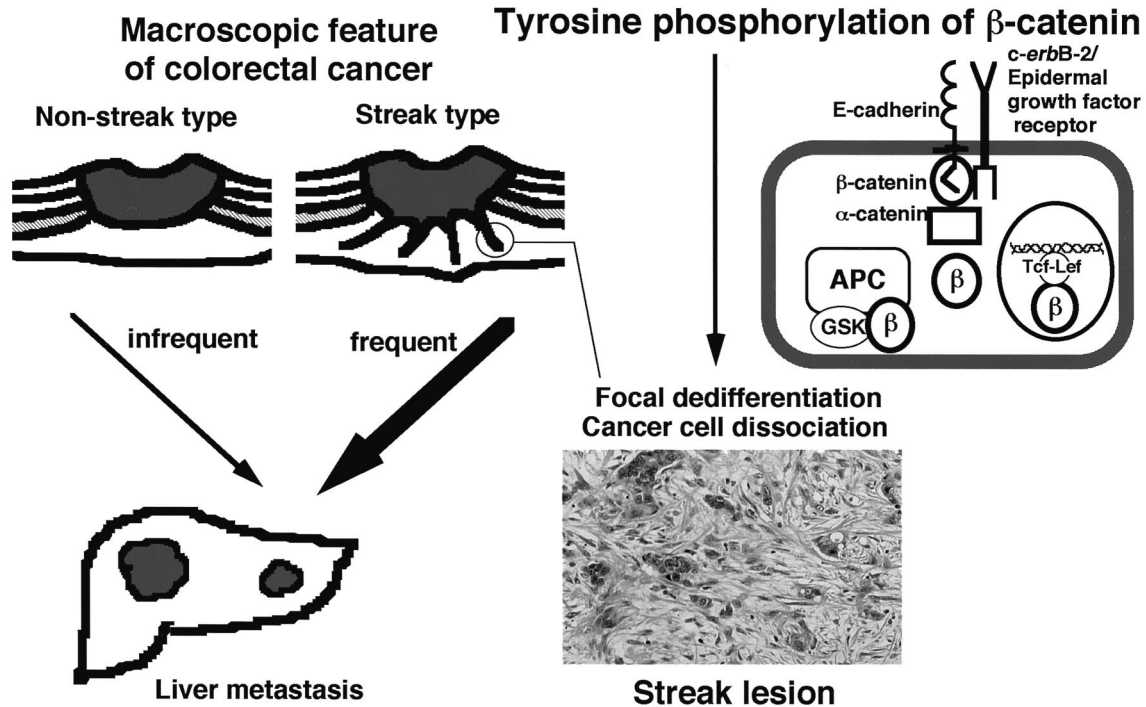 Macroscopic feature
of colorectal cancer
Non-streak type
Streak type
infrequent
frequent
Liver metastasis
Tyrosine phosphorylation of β-catenin
c-erbB-2/
Epidermal
growth factor
receptor
E-cadherin
β-catenin
α-catenin
APC
GSK
β
β
Tcf-Lef
β
Focal dedifferentiation
Cancer cell dissociation
Streak lesion